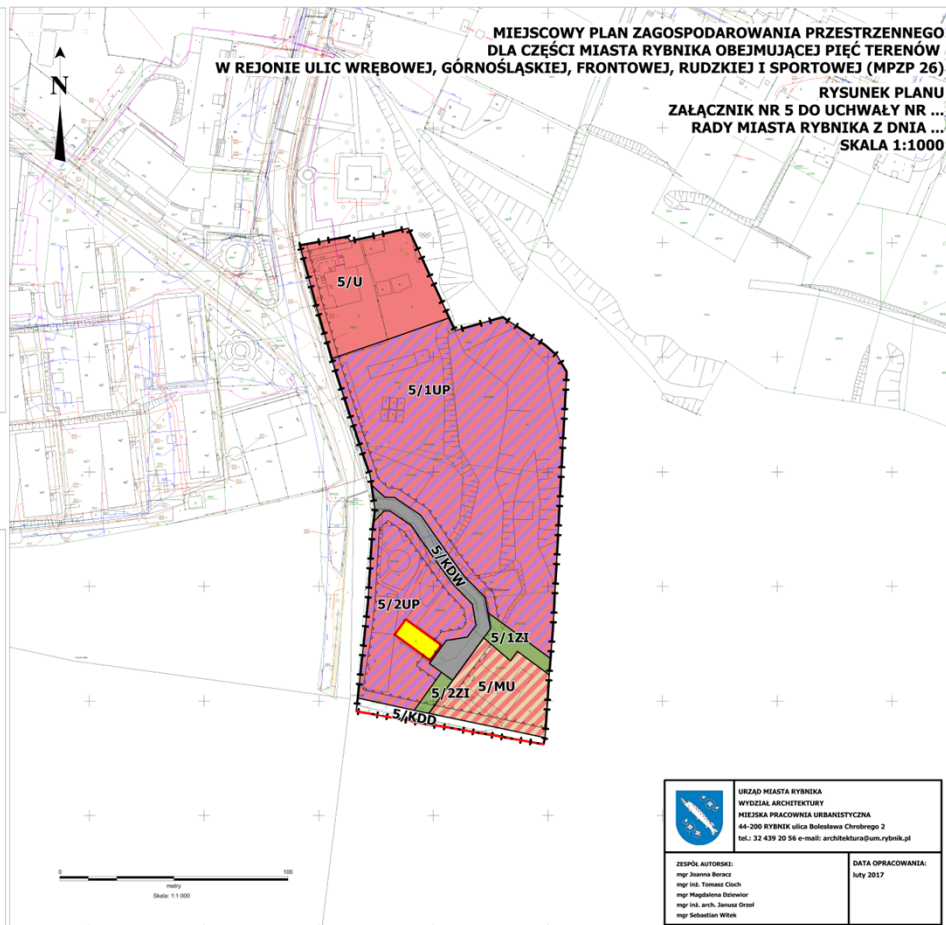 MIEJSCOWY PLAN ZAGOSPODAROWANIA PRZESTRZENNEGO
DLA CZĘŚCI MIASTA RYBNIKA OBEJMUJĄCEJ PIĘĆ TERENÓW
W REJONIE ULIC WRĘBOWEJ, GÓRNOŚLĄSKIEJ, FRONTOWEJ, RUDZKIEJ I SPORTOWEJ (MPZP 26)
RYSUNEK PLANU
ZAŁĄCZNIK NR 5 DO UCHWAŁY NR ...
RADY MIASTA RYBNIKA Z DNIA ...
SKALA 1:1000
N
5/U
5/1UP
5/KDW
5/2UP
5/1ZI
5/MU
5/2ZI
5/KDD
0 100
metry
Skala: 1:1 000
URZĄD MIASTA RYBNIKA
WYDZIAŁ ARCHITEKTURY
MIEJSKA PRACOWNIA URBANISTYCZNA
44-200 RYBNIK ulica Bolesława Chrobrego 2
tel.: 32 439 20 56 e-mail: architektura@um.rybnik.pl
ZESPÓŁ AUTORSKI:
mgr Joanna Beracz
mgr inż. Tomasz Cioch
mgr Magdalena Dziewior
mgr inż. arch. Janusz Orzeł
mgr Sebastian Witek
DATA OPRACOWANIA:
luty 2017